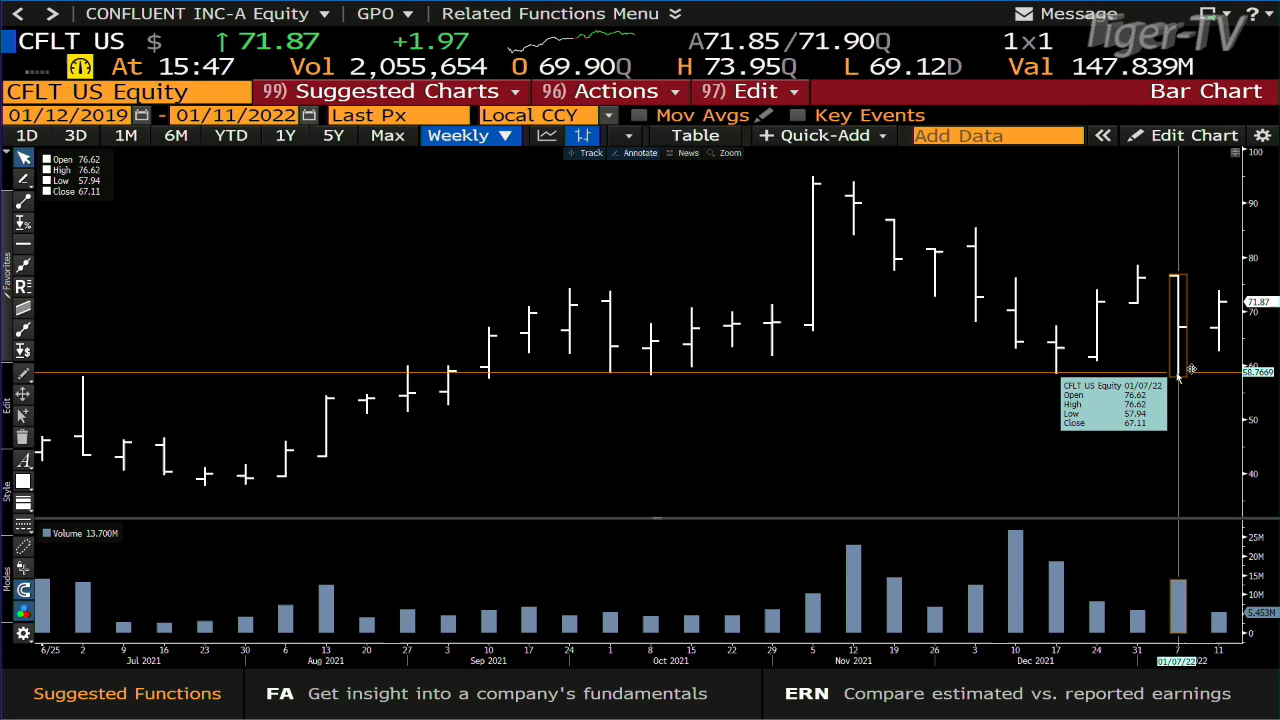 CONFLUENT INC-A Equity GPO Related Functions Menu Message ?
Tiger-TV
CFLT US $ ↑ 71.87 +1.97 A71.85/71.90Q 1x1
At 15:47 Vol 2,055,654 O 69.90Q H 73.95Q L 69.12D Val 147.839M
CFLT US Equity 99) Suggested Charts 96) Actions 97) Edit Bar Chart
01/12/2019 - 01/11/2022 Last Px Local CCY Mov Avgs Key Events
1D 3D 1M 6M YTD 1Y 5Y Max Weekly ▼ Table + Quick-Add Add Data « Edit Chart
Track Annotate News Zoom
Open 76.62
High 76.62
Low 57.94
Close 67.11
Favorites
Edit
Style
Modes
100
90
80
71.87
70
60
58.7669
50
40
CFLT US Equity 01/07/22
Open 76.62
High 76.62
Low 57.94
Close 67.11
Volume 13.700M
25M
20M
15M
10M
5.453M
0
6/25 2 9 16 23 30 6 13 20 27 3 10 17 24 1 8 15 22 29 5 12 19 26 3 10 17 24 31 7 11
Jul 2021 Aug 2021 Sep 2021 Oct 2021 Nov 2021 Dec 2021 01/07/22 22
Suggested Functions FA Get insight into a company's fundamentals ERN Compare estimated vs. reported earnings